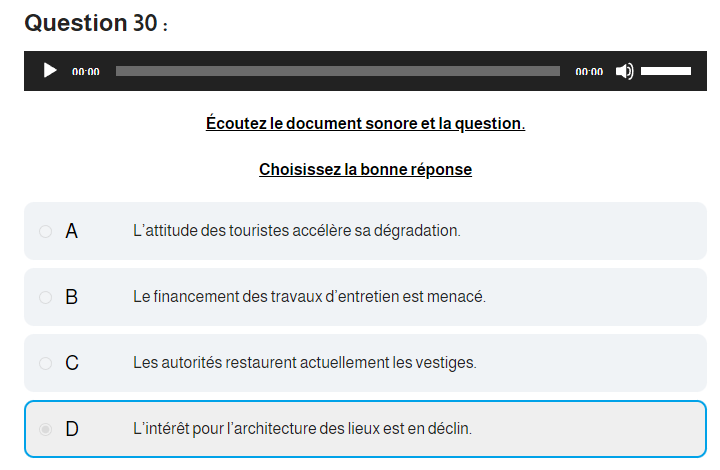 Question 30 :
00:00 00:00
Écoutez le document sonore et la question.
Choisissez la bonne réponse
A L'attitude des touristes accélère sa dégradation.
B Le financement des travaux d'entretien est menacé.
C Les autorités restaurent actuellement les vestiges.
D L'intérêt pour l'architecture des lieux est en déclin.